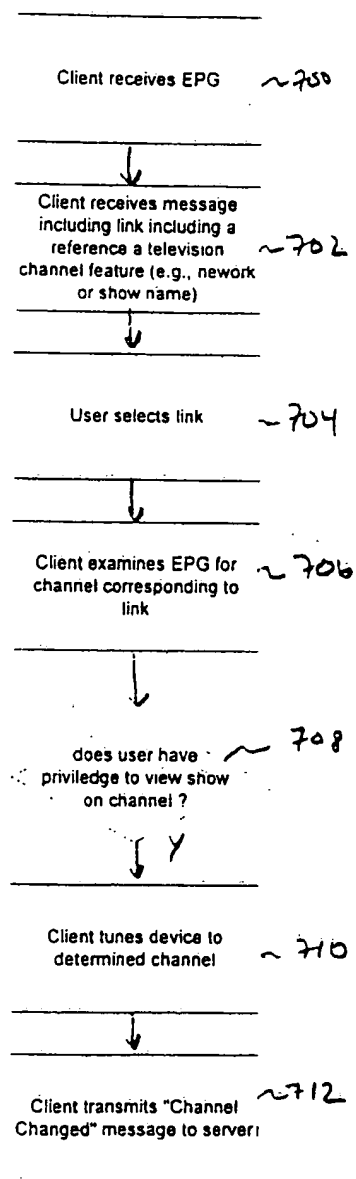 Client receives EPG ~700
Client receives message
including link including a
reference a television ~702
channel feature (e.g., nework
or show name)
User selects link ~704
Client examines EPG for ~706
channel corresponding to
link
708
does user have
priviledge to view show
on channel ?
Y
Client tunes device to
determined channel ~710
~712
Client transmits "Channel
Changed" message to server